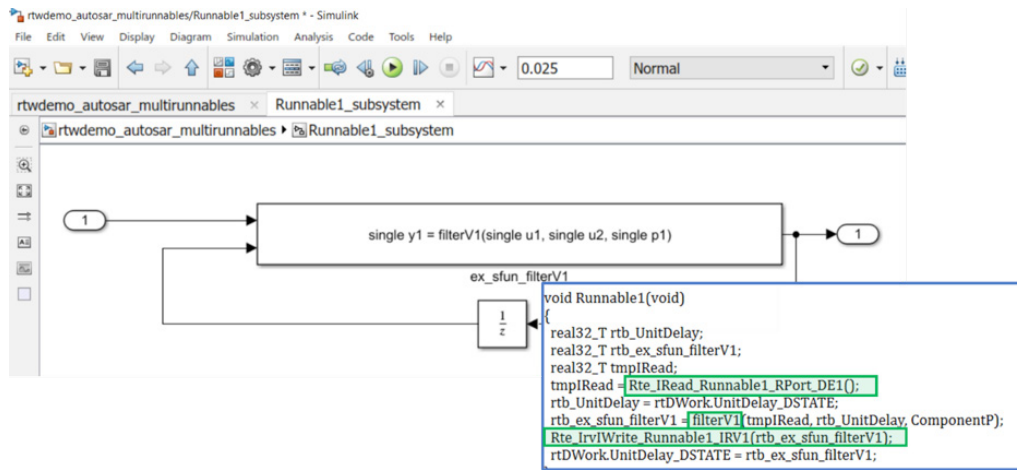 rtwdemo_autosar_multirunnables/Runnable1_subsystem * - Simulink
File Edit View Display Diagram Simulation Analysis Code Tools Help
0.025 Normal
rtwdemo_autosar_multirunnables × Runnable1_subsystem ×
rtwdemo_autosar_multirunnables Runnable1_subsystem
1
single y1 = filterV1(single u1, single u2, single p1)
1
ex_sfun_filterV1
1
z
void Runnable1(void)
{
real32_T rtb_UnitDelay;
real32_T rtb_ex_sfun_filterV1;
real32_T tmpIRead;
tmpIRead = Rte_IRead_Runnable1_RPort_DE1();
rtb_UnitDelay = rtDWork.UnitDelay_DSTATE;
rtb_ex_sfun_filterV1 = filterV1(tmpIRead, rtb_UnitDelay, ComponentP);
Rte_IrvIWrite_Runnable1_IRV1(rtb_ex_sfun_filterV1);
rtDWork.UnitDelay_DSTATE = rtb_ex_sfun_filterV1;